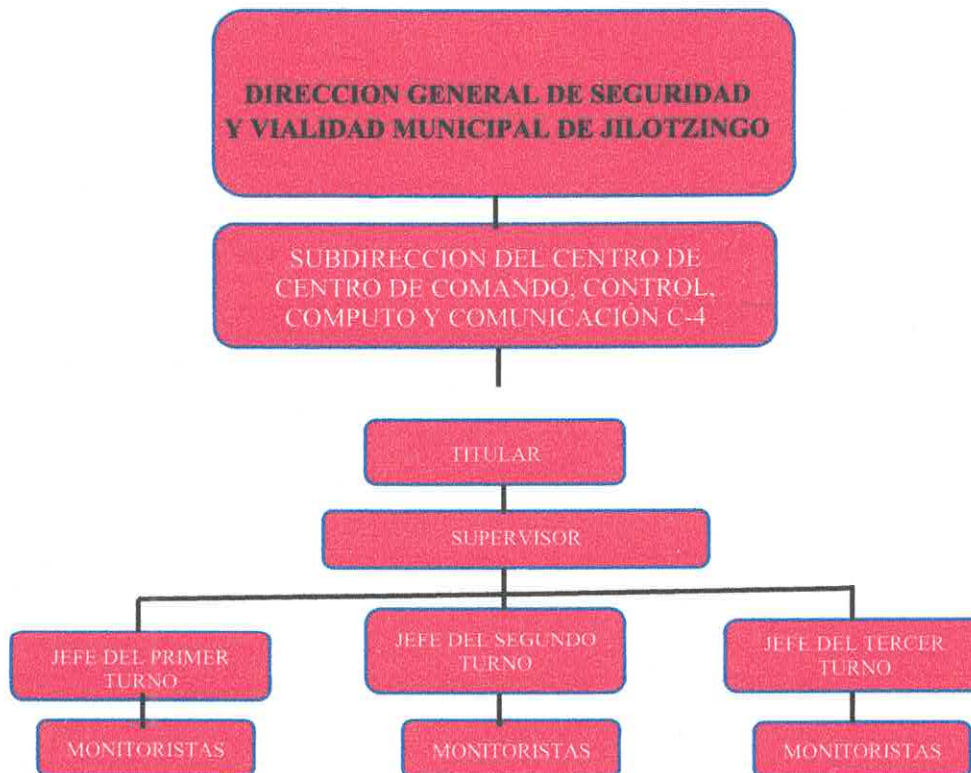 DIRECCION GENERAL DE SEGURIDAD
Y VIALIDAD MUNICIPAL DE JILOTZINGO
SUBDIRECCION DEL CENTRO DE
CENTRO DE COMANDO, CONTROL,
COMPUTO Y COMUNICACIÓN C-4
TITULAR
SUPERVISOR
JEFE DEL PRIMER
TURNO
JEFE DEL SEGUNDO
TURNO
JEFE DEL TERCER
TURNO
MONITORISTAS
MONITORISTAS
MONITORISTAS